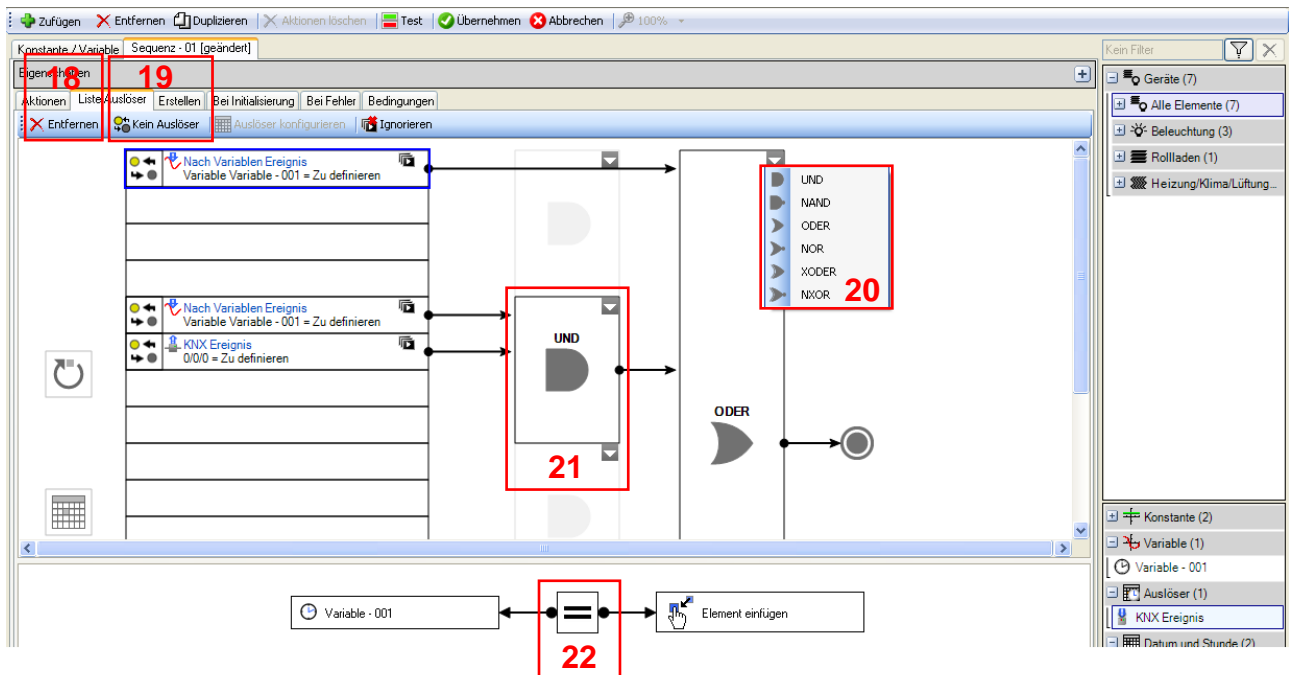 Zufügen Entfernen Duplizieren Aktionen löschen Test Übernehmen Abbrechen 100%
Konstante / Variable Sequenz - 01 [geändert]
Kein Filter
Eigenschaften
18 19
Geräte (7)
Aktionen Liste Auslöser Erstellen Bei Initialisierung Bei Fehler Bedingungen
Alle Elemente (7)
Entfernen Kein Auslöser Auslöser konfigurieren Ignorieren
Beleuchtung (3)
Rollladen (1)
Heizung/Klima/Lüftung...
Nach Variablen Ereignis
Variable Variable - 001 = Zu definieren
UND
NAND
ODER
NOR
XODER
NXOR
20
Nach Variablen Ereignis
Variable Variable - 001 = Zu definieren
KNX Ereignis
0/0/0 = Zu definieren
UND
ODER
21
Konstante (2)
Variable (1)
Variable - 001
Auslöser (1)
KNX Ereignis
Datum und Stunde (2)
Variable - 001
Element einfügen
22